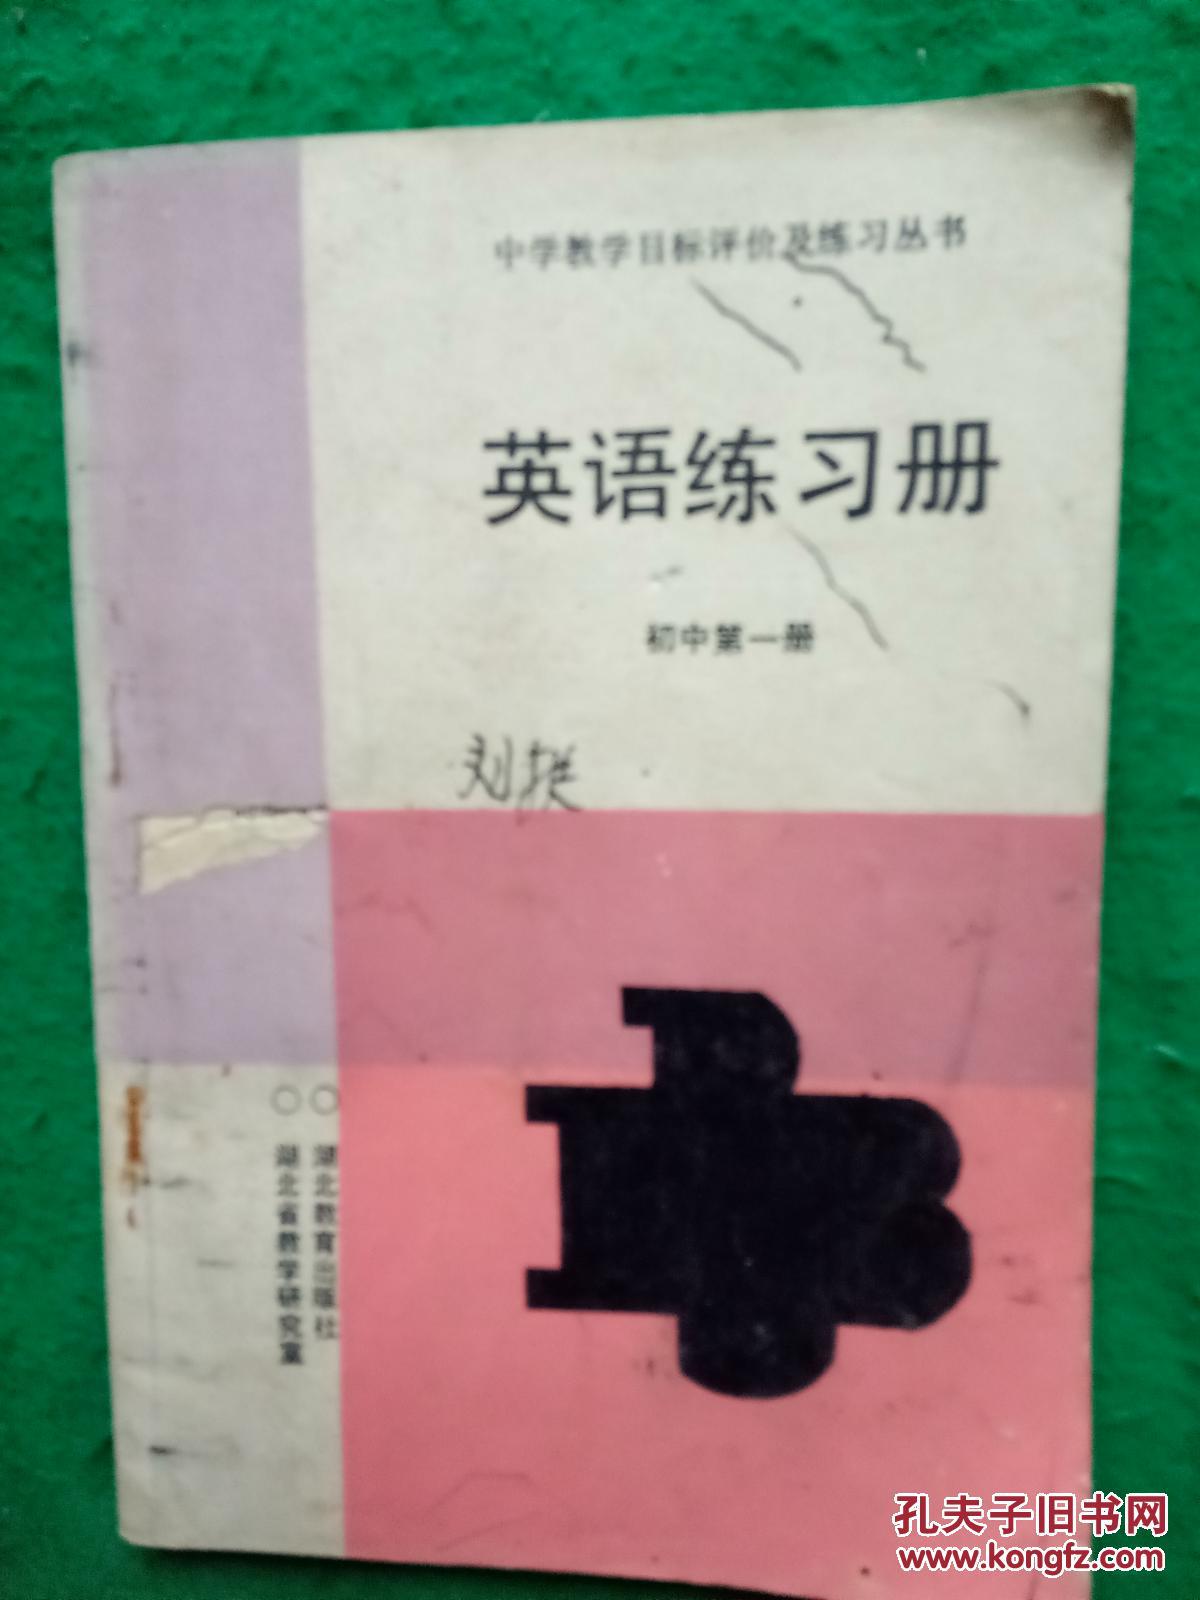 中学教学目标评价及练习丛书
英语练习册
初中第一册
刘
○湖北教育出版社
○湖北省教学研究室
孔夫子旧书网
www.kongfz.com